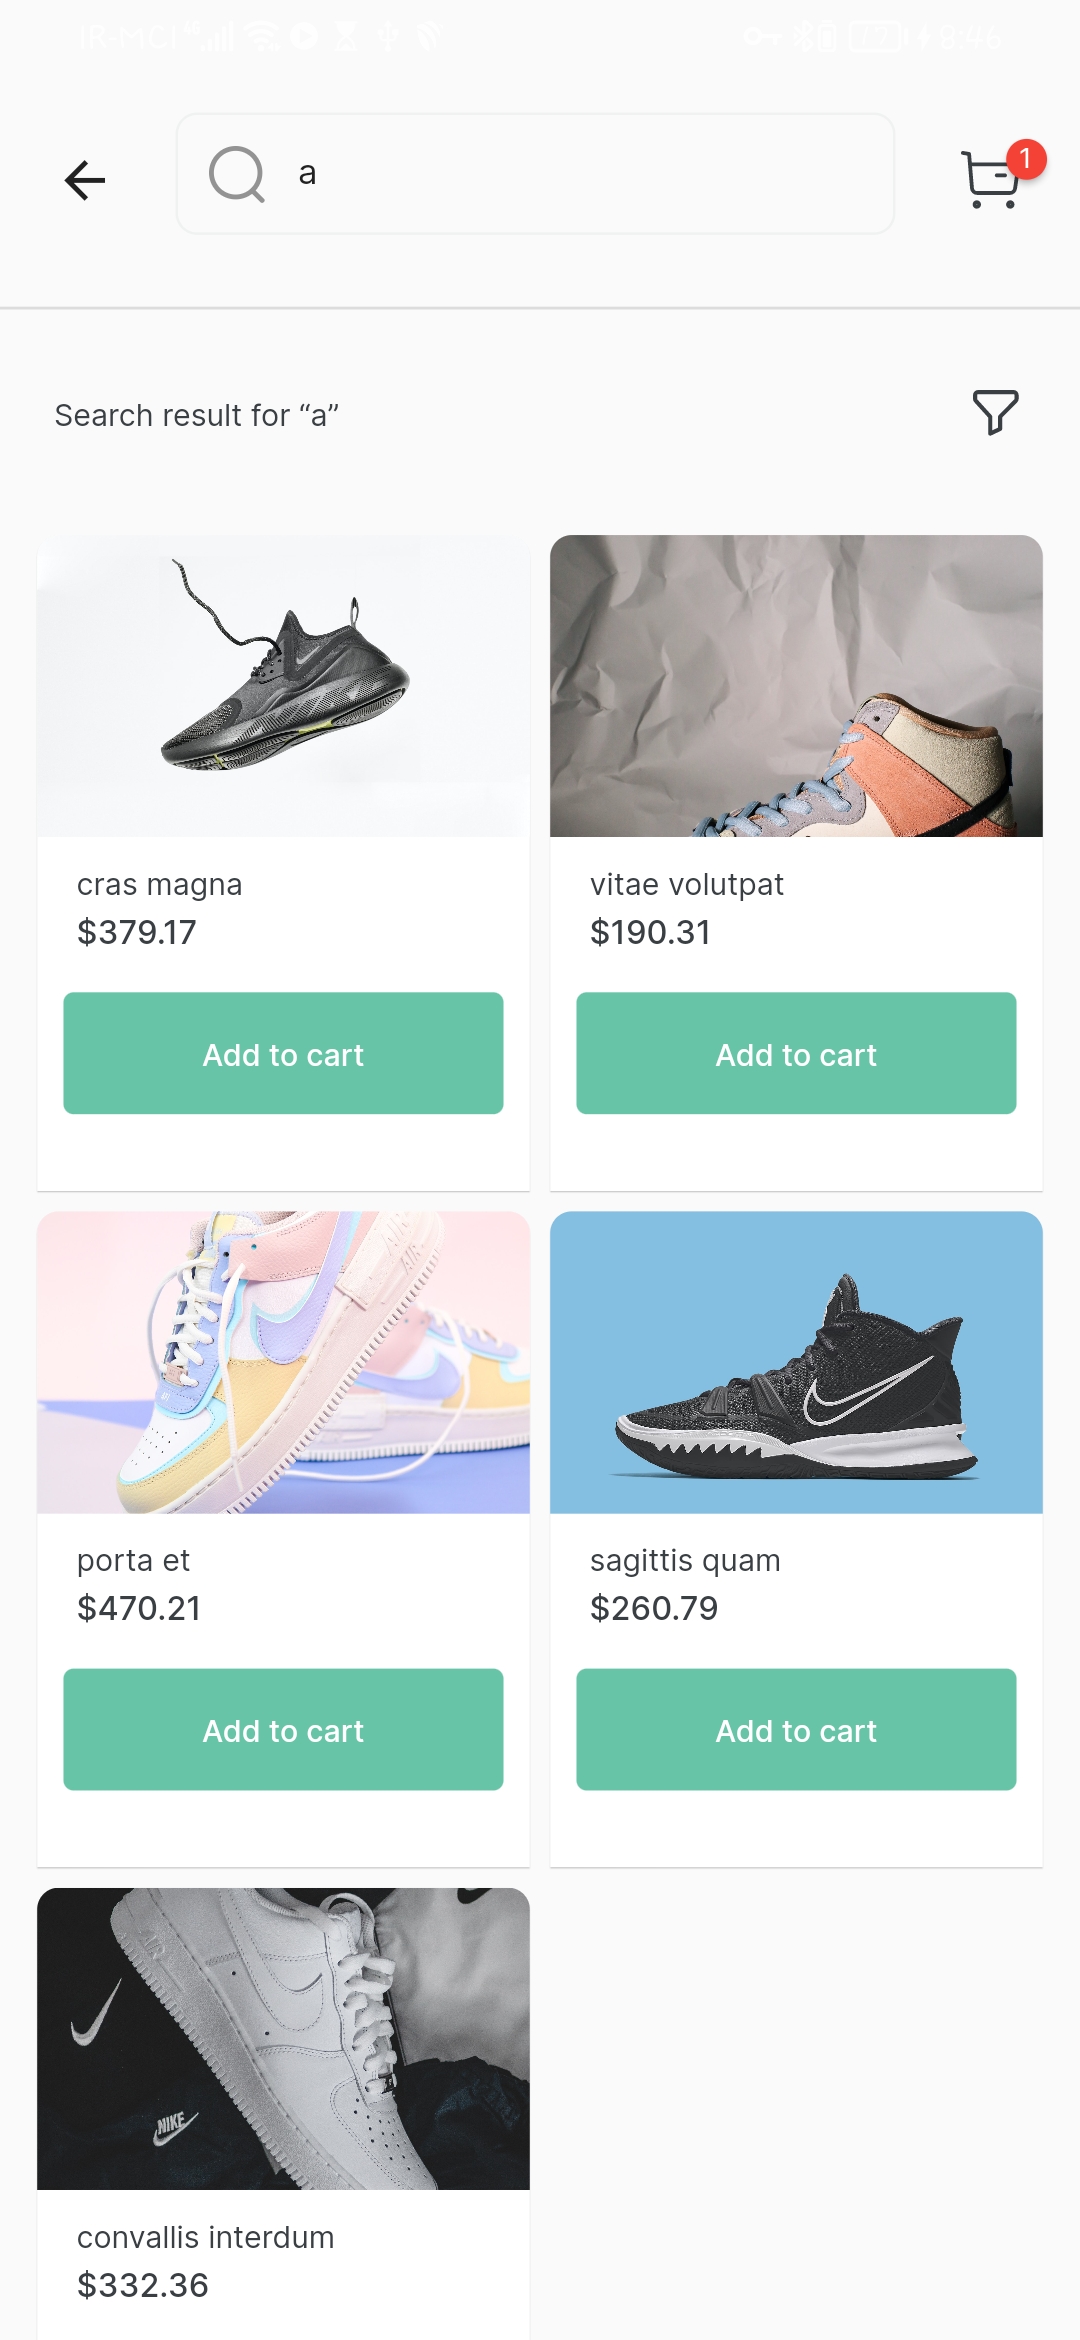 IR-MCI 4G 8:46
a
1
Search result for “a”
cras magna
$379.17
Add to cart
vitae volutpat
$190.31
Add to cart
porta et
$470.21
Add to cart
sagittis quam
$260.79
Add to cart
AIR
NIKE
convallis interdum
$332.36